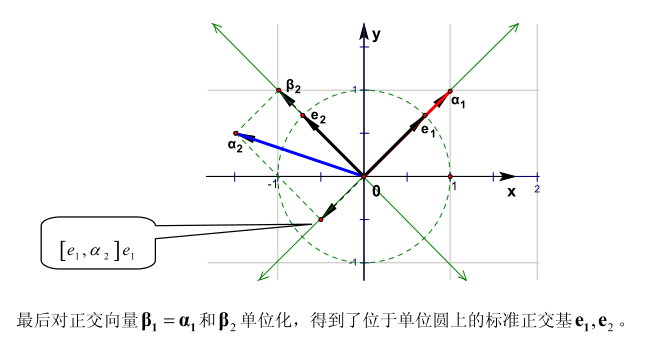 y
1
β₂
α₁
e₂
e₁
α₂
-1
0
1
x
2
[e₁,α₂]e₁
-1
最后对正交向量β₁=α₁和β₂单位化，得到了位于单位圆上的标准正交基e₁,e₂。